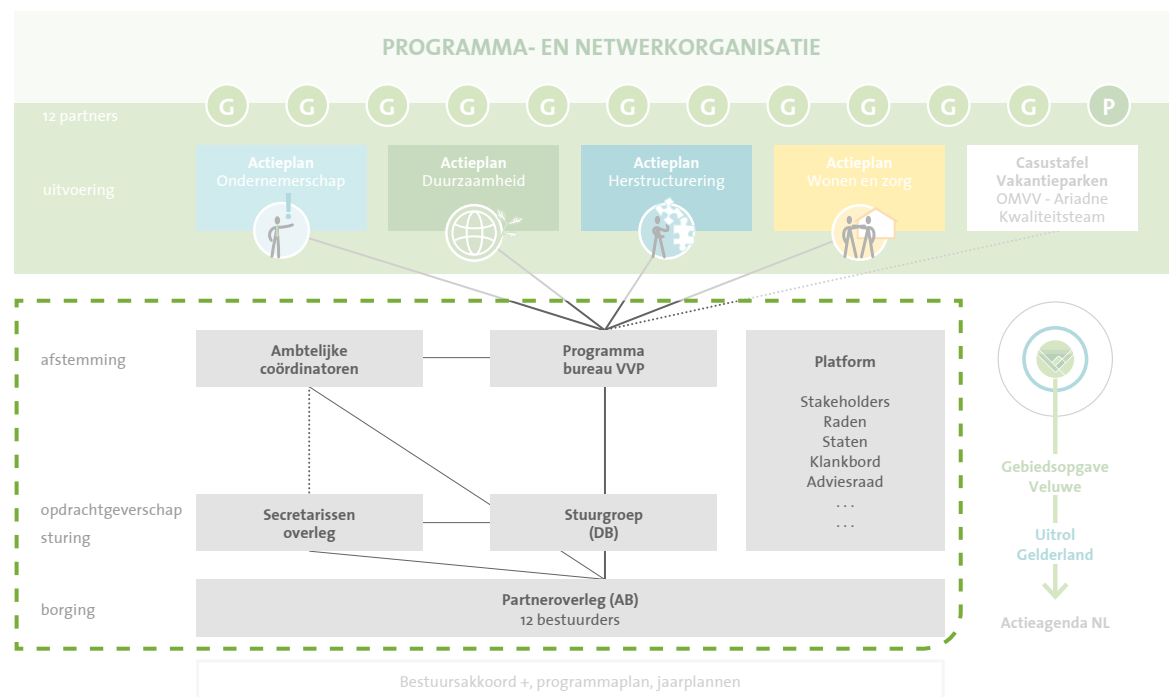 PROGRAMMA- EN NETWERKORGANISATIE
12 partners
G G G G G G G G G G G P
uitvoering
Actieplan
Ondernemerschap
Actieplan
Duurzaamheid
Actieplan
Herstructurering
Actieplan
Wonen en zorg
Casustafel
Vakantieparken
OMVV - Ariadne
Kwaliteitsteam
afstemming
Ambtelijke
coördinatoren
Programma
bureau VVP
Platform
Stakeholders
Raden
Staten
Klankbord
Adviesraad
. . .
. . .
opdrachtgeverschap
sturing
Secretarissen
overleg
Stuurgroep
(DB)
borging
Partneroverleg (AB)
12 bestuurders
Gebiedsopgave
Veluwe
Uitrol
Gelderland
Actieagenda NL
Bestuursakkoord +, programmaplan, jaarplannen